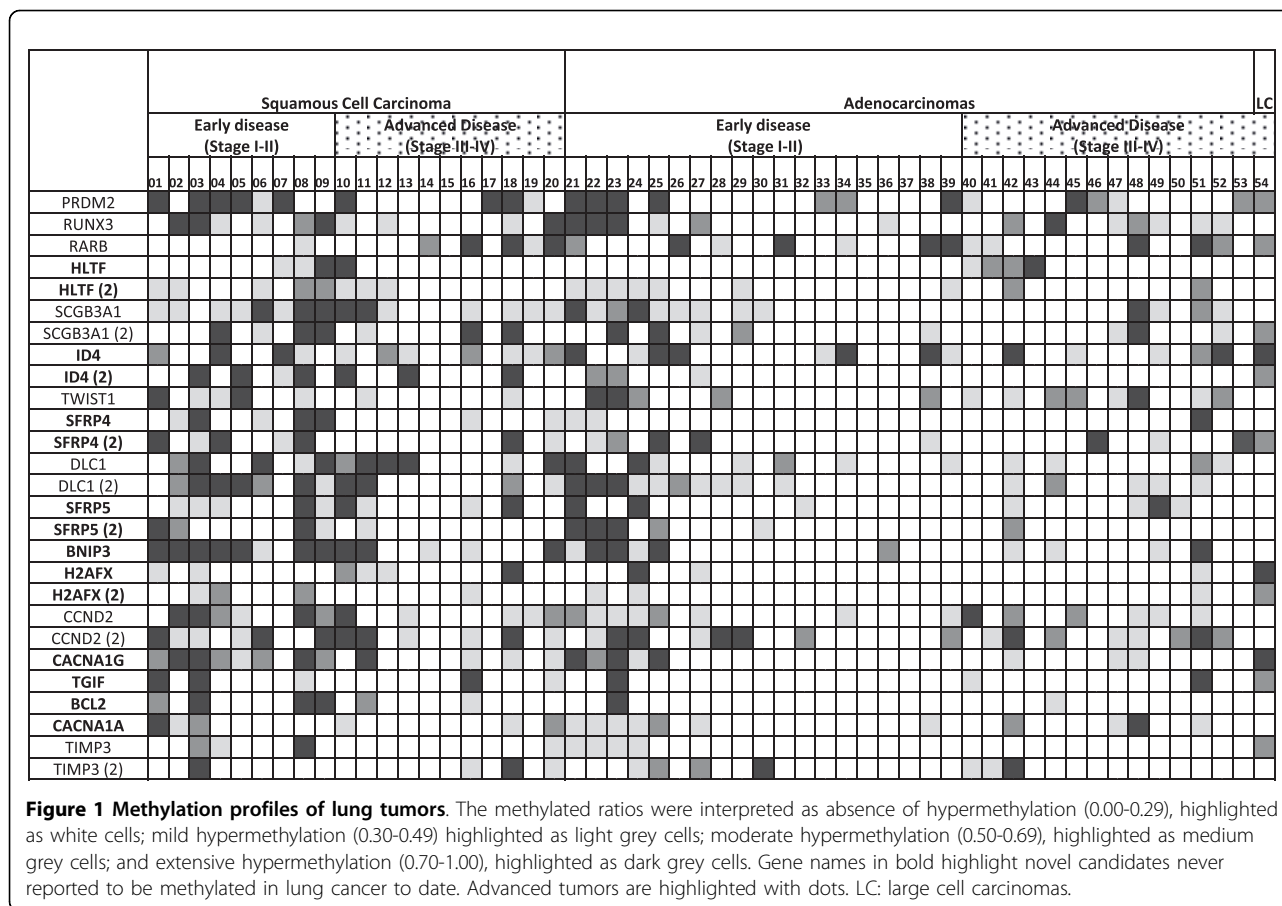 Squamous Cell Carcinoma Adenocarcinomas LC
Early disease Advanced Disease Early disease Advanced Disease
(Stage I-II) (Stage III-IV) (Stage I-II) (Stage III-IV)
01 02 03 04 05 06 07 08 09 10 11 12 13 14 15 16 17 18 19 20 21 22 23 24 25 26 27 28 29 30 31 32 33 34 35 36 37 38 39 40 41 42 43 44 45 46 47 48 49 50 51 52 53 54
PRDM2
RUNX3
RARB
HLTF
HLTF (2)
SCGB3A1
SCGB3A1 (2)
ID4
ID4 (2)
TWIST1
SFRP4
SFRP4 (2)
DLC1
DLC1 (2)
SFRP5
SFRP5 (2)
BNIP3
H2AFX
H2AFX (2)
CCND2
CCND2 (2)
CACNA1G
TGIF
BCL2
CACNA1A
TIMP3
TIMP3 (2)
Figure 1 Methylation profiles of lung tumors. The methylated ratios were interpreted as absence of hypermethylation (0.00-0.29), highlighted
as white cells; mild hypermethylation (0.30-0.49) highlighted as light grey cells; moderate hypermethylation (0.50-0.69), highlighted as medium
grey cells; and extensive hypermethylation (0.70-1.00), highlighted as dark grey cells. Gene names in bold highlight novel candidates never
reported to be methylated in lung cancer to date. Advanced tumors are highlighted with dots. LC: large cell carcinomas.